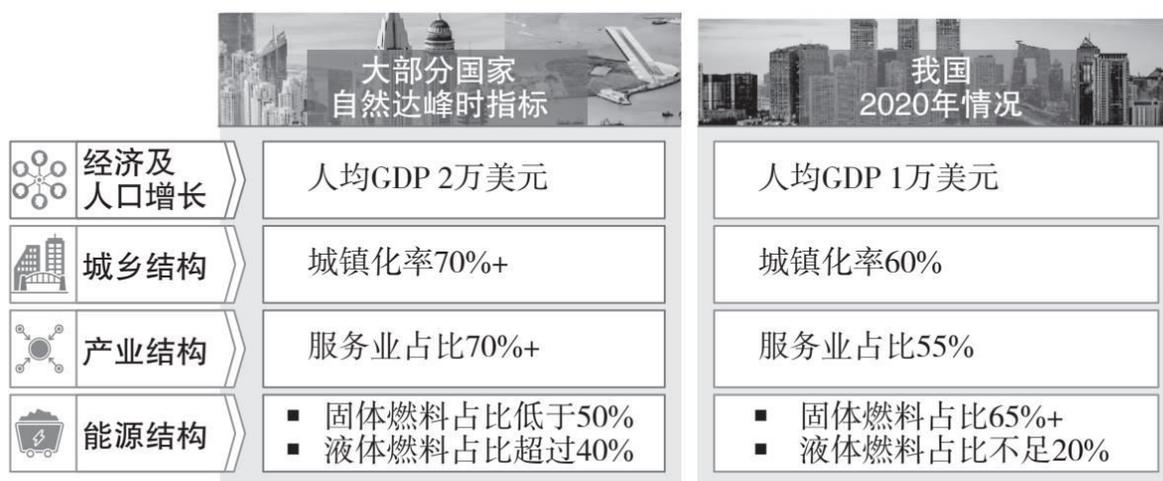 大部分国家
自然达峰时指标
我国
2020年情况
经济及
人口增长
人均GDP 2万美元
人均GDP 1万美元
城乡结构
城镇化率70%+
城镇化率60%
产业结构
服务业占比70%+
服务业占比55%
能源结构
▪ 固体燃料占比低于50%
▪ 液体燃料占比超过40%
▪ 固体燃料占比65%+
▪ 液体燃料占比不足20%